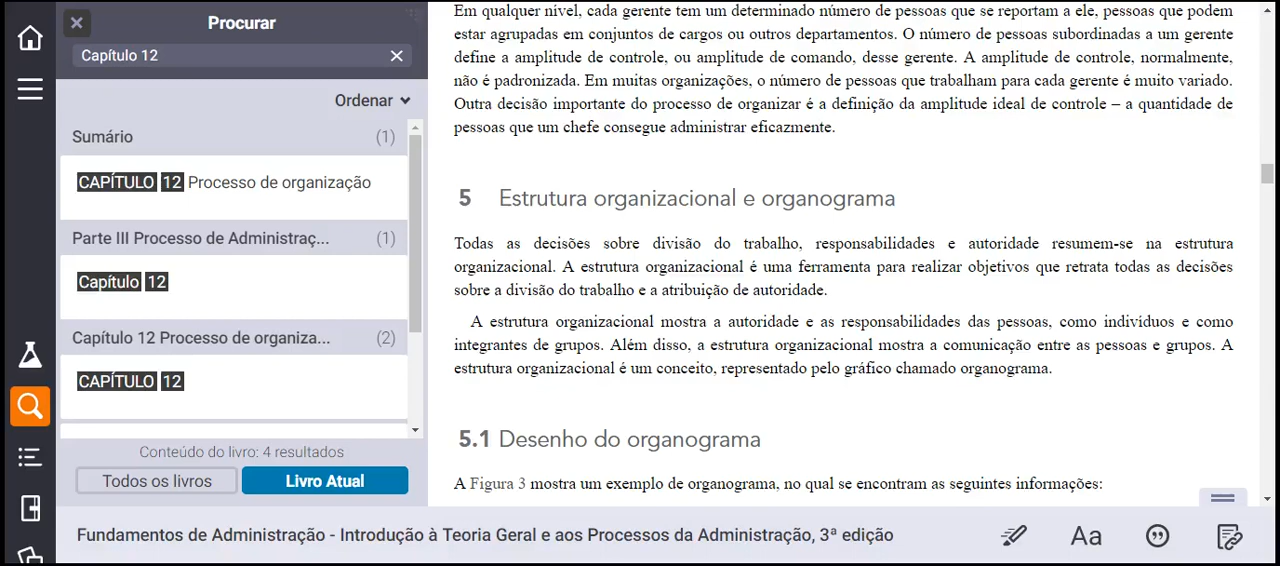 Procurar
Capítulo 12
Ordenar
Sumário (1)
CAPÍTULO 12 Processo de organização
Parte III Processo de Administraç... (1)
Capítulo 12
Capítulo 12 Processo de organiza... (2)
CAPÍTULO 12
Conteúdo do livro: 4 resultados
Todos os livros
Livro Atual
Em qualquer nível, cada gerente tem um determinado número de pessoas que se reportam a ele, pessoas que podem
estar agrupadas em conjuntos de cargos ou outros departamentos. O número de pessoas subordinadas a um gerente
define a amplitude de controle, ou amplitude de comando, desse gerente. A amplitude de controle, normalmente,
não é padronizada. Em muitas organizações, o número de pessoas que trabalham para cada gerente é muito variado.
Outra decisão importante do processo de organizar é a definição da amplitude ideal de controle – a quantidade de
pessoas que um chefe consegue administrar eficazmente.
5 Estrutura organizacional e organograma
Todas as decisões sobre divisão do trabalho, responsabilidades e autoridade resumem-se na estrutura
organizacional. A estrutura organizacional é uma ferramenta para realizar objetivos que retrata todas as decisões
sobre a divisão do trabalho e a atribuição de autoridade.
A estrutura organizacional mostra a autoridade e as responsabilidades das pessoas, como indivíduos e como
integrantes de grupos. Além disso, a estrutura organizacional mostra a comunicação entre as pessoas e grupos. A
estrutura organizacional é um conceito, representado pelo gráfico chamado organograma.
5.1 Desenho do organograma
A Figura 3 mostra um exemplo de organograma, no qual se encontram as seguintes informações:
Fundamentos de Administração - Introdução à Teoria Geral e aos Processos da Administração, 3ª edição
Aa